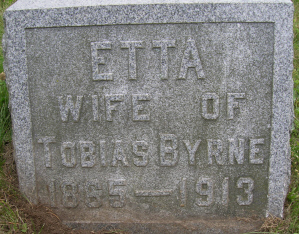 ETTA
WIFE OF
TOBIAS BYRNE
1865–1913